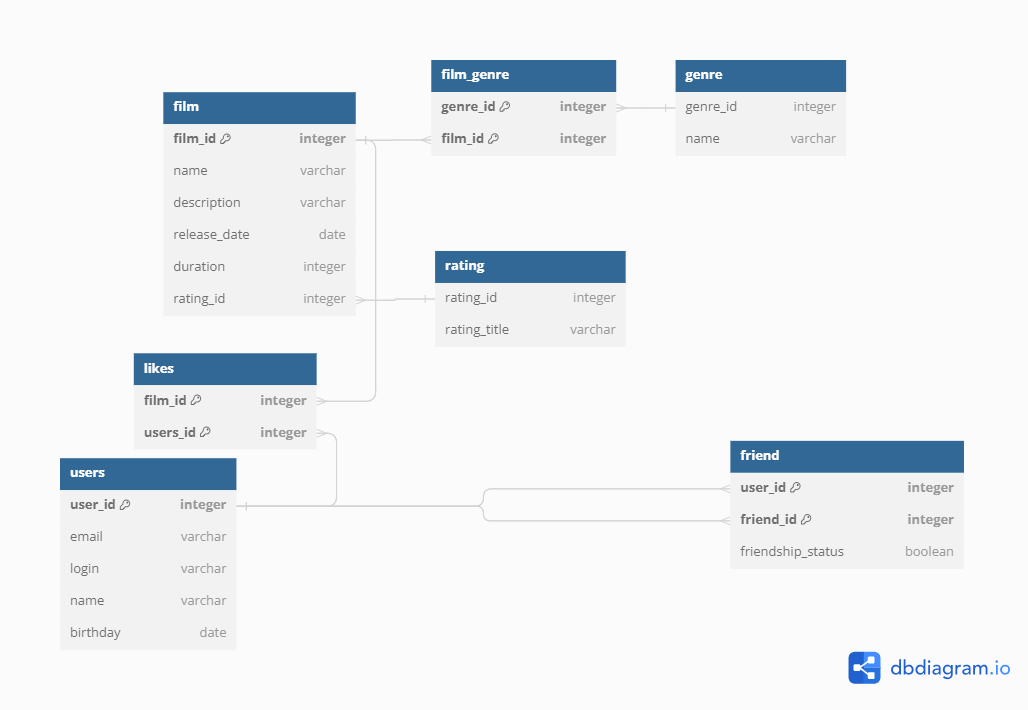 film
film_id integer
name varchar
description varchar
release_date date
duration integer
rating_id integer
film_genre
genre_id integer
film_id integer
genre
genre_id integer
name varchar
rating
rating_id integer
rating_title varchar
likes
film_id integer
users_id integer
users
user_id integer
email varchar
login varchar
name varchar
birthday date
friend
user_id integer
friend_id integer
friendship_status boolean
dbdiagram.io